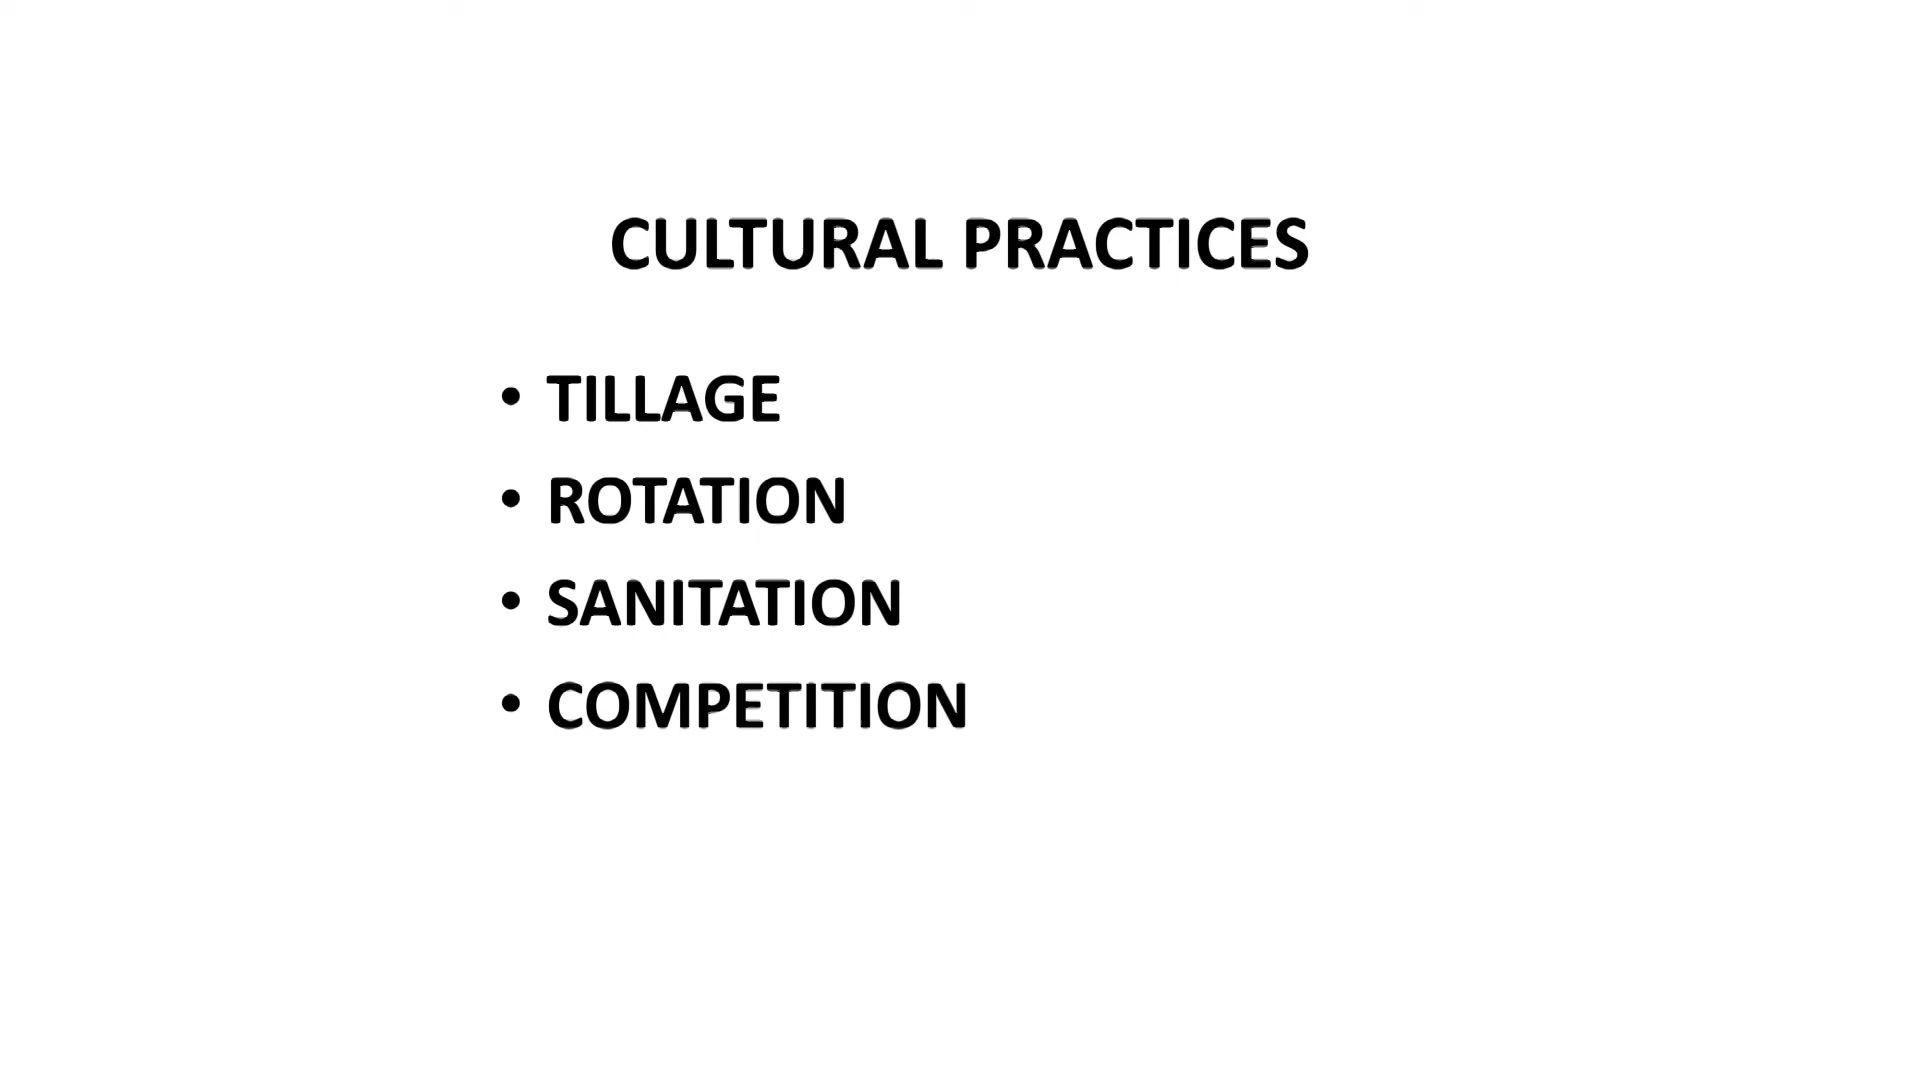 CULTURAL PRACTICES
• TILLAGE
• ROTATION
• SANITATION
• COMPETITION